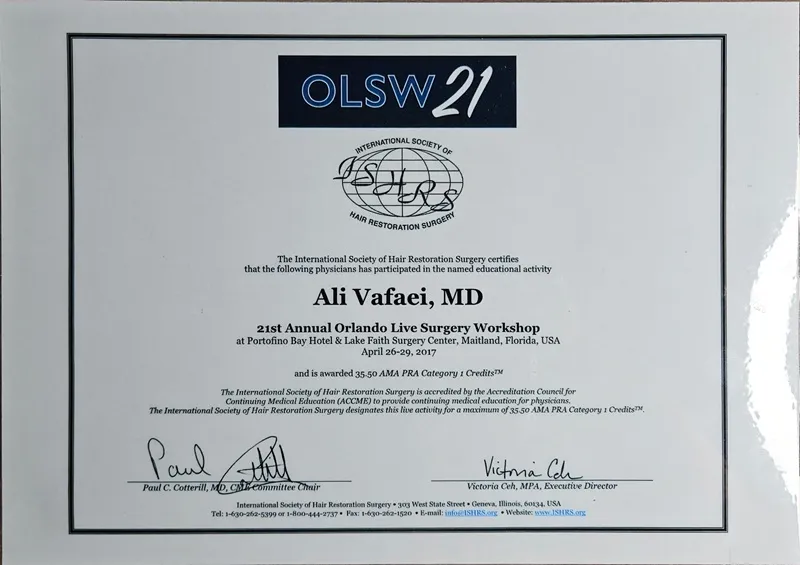 OLSW21
INTERNATIONAL SOCIETY OF
ISHRS
HAIR RESTORATION SURGERY
The International Society of Hair Restoration Surgery certifies
that the following physicians has participated in the named educational activity
Ali Vafaei, MD
21st Annual Orlando Live Surgery Workshop
at Portofino Bay Hotel & Lake Faith Surgery Center, Maitland, Florida, USA
April 26-29, 2017
and is awarded 35.50 AMA PRA Category 1 Credits™
The International Society of Hair Restoration Surgery is accredited by the Accreditation Council for
Continuing Medical Education (ACCME) to provide continuing medical education for physicians.
The International Society of Hair Restoration Surgery designates this live activity for a maximum of 35.50 AMA PRA Category 1 Credits™.
Paul Victoria Ceh
Paul C. Cotterill, MD, CME Committee Chair Victoria Ceh, MPA, Executive Director
International Society of Hair Restoration Surgery • 303 West State Street • Geneva, Illinois, 60134, USA
Tel: 1-630-262-5399 or 1-800-444-2737 • Fax: 1-630-262-1520 • E-mail: info@ISHRS.org • Website: www.ISHRS.org